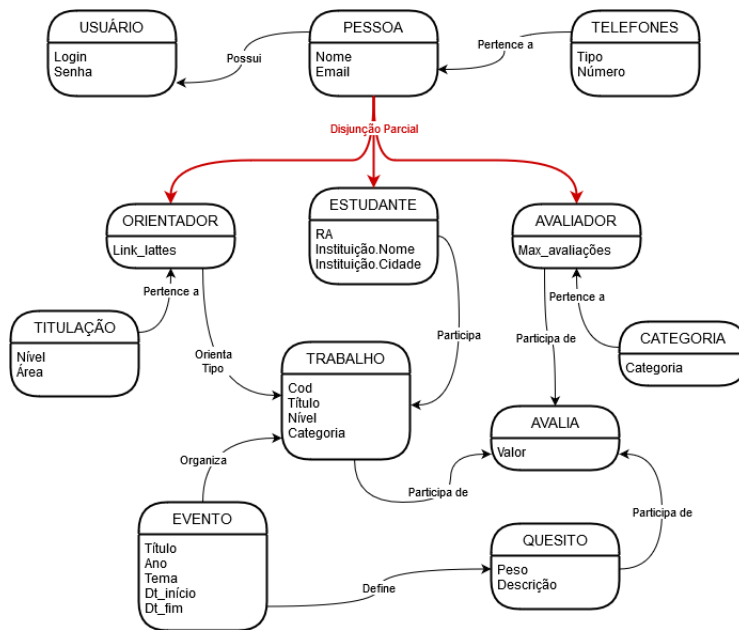 USUÁRIO
Login
Senha
Possui
PESSOA
Nome
Email
Pertence a
TELEFONES
Tipo
Número
Disjunção Parcial
ORIENTADOR
Link_lattes
ESTUDANTE
RA
Instituição.Nome
Instituição.Cidade
AVALIADOR
Max_avaliações
Pertence a
TITULAÇÃO
Nível
Área
Orienta
Tipo
Participa
Participa de
Pertence a
CATEGORIA
Categoria
TRABALHO
Cod
Título
Nível
Categoria
AVALIA
Valor
Organiza
Participa de
Participa de
EVENTO
Título
Ano
Tema
Dt_início
Dt_fim
Define
QUESITO
Peso
Descrição